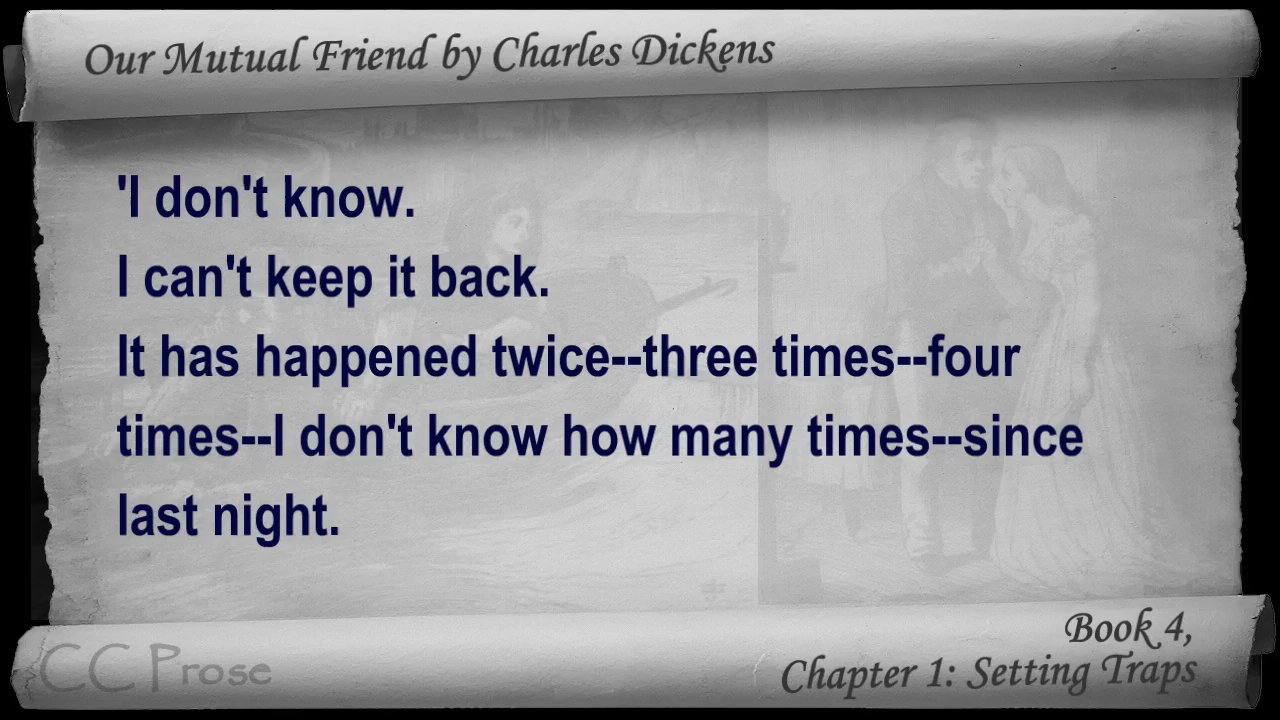 Our Mutual Friend by Charles Dickens
'I don't know.
I can't keep it back.
It has happened twice--three times--four
times--I don't know how many times--since
last night.
Book 4,
Chapter 1: Setting Traps
CC Prose